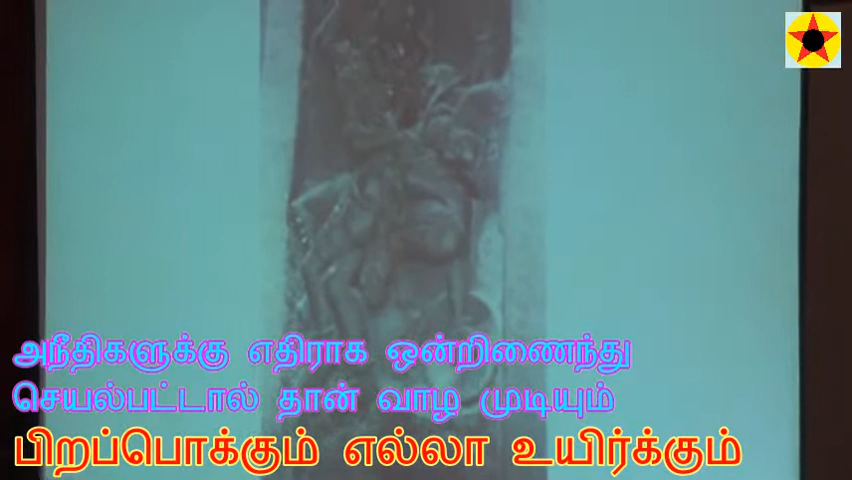 அநீதிகளுக்கு எதிராக ஒன்றிணைந்து
செயல்பட்டால் தான் வாழ முடியும்
பிறப்பொக்கும் எல்லா உயிர்க்கும்